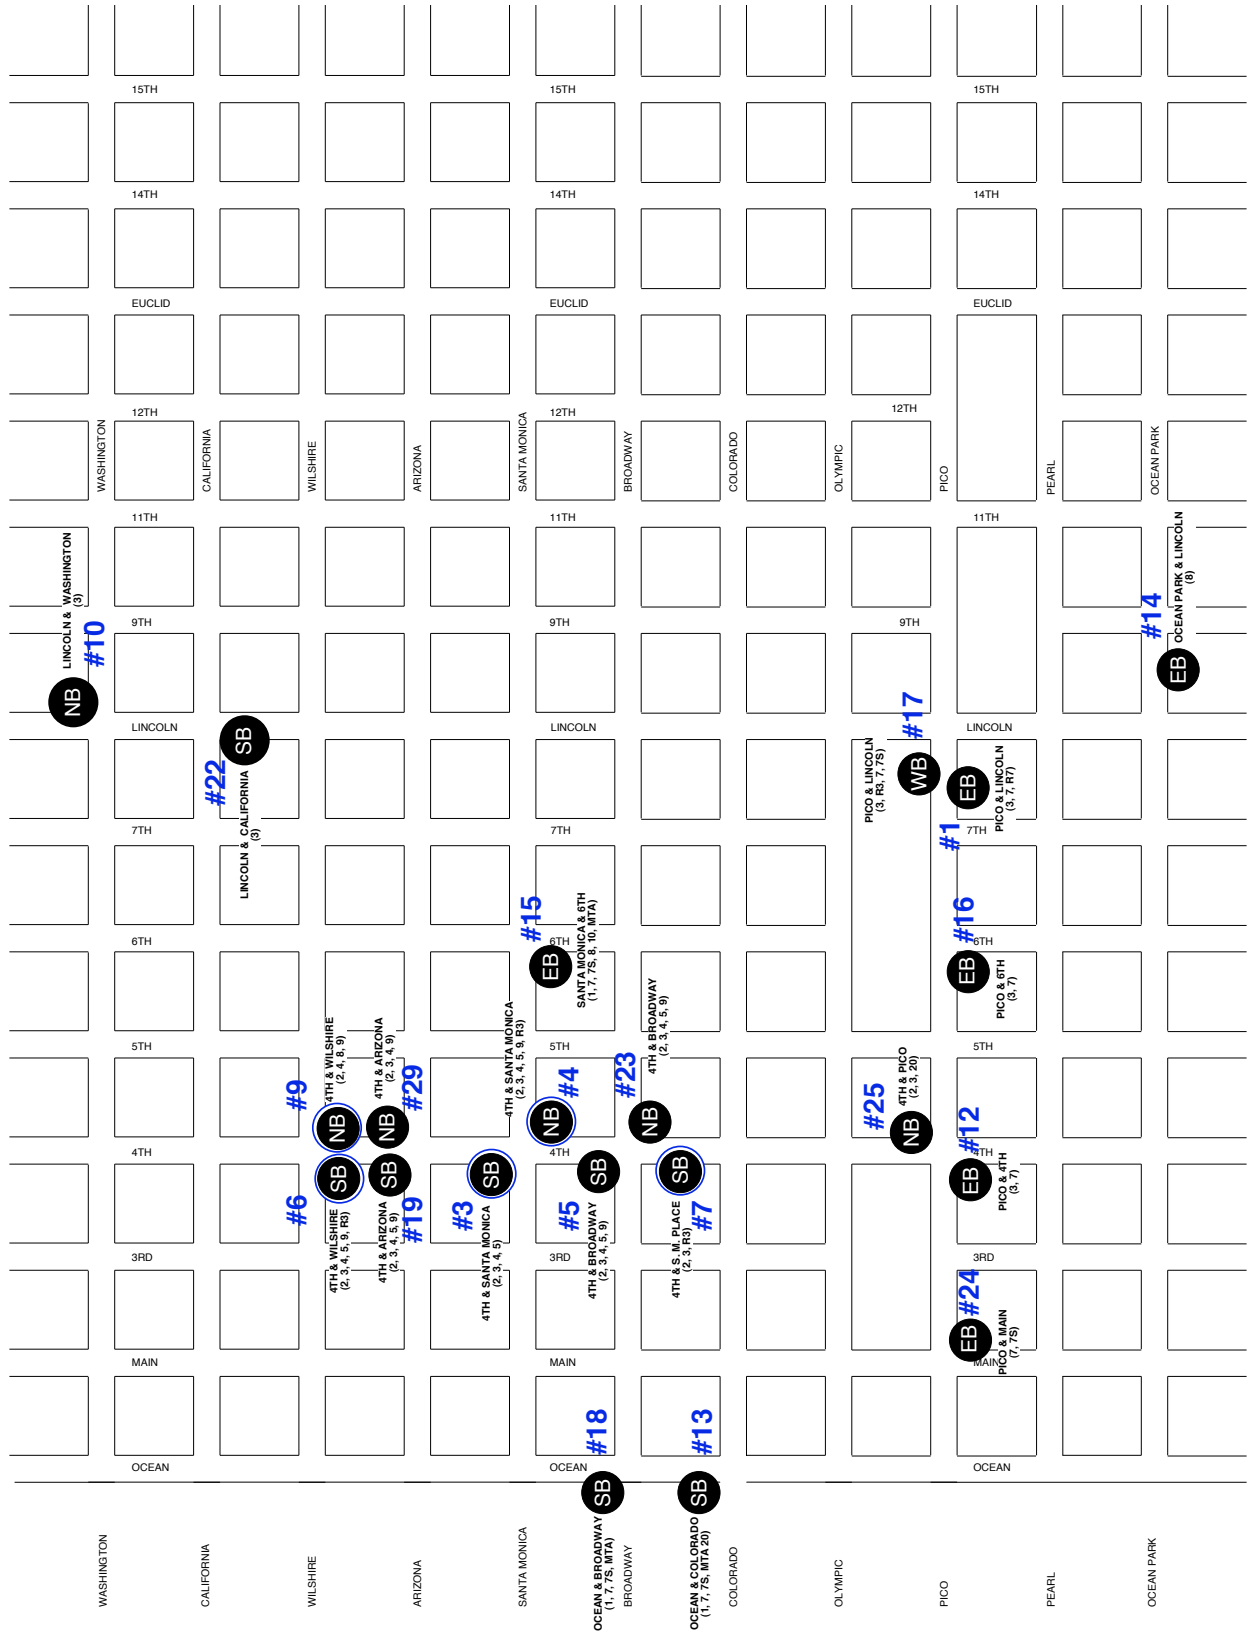 15TH
15TH
15TH
14TH
14TH
14TH
EUCLID
EUCLID
EUCLID
12TH
12TH
12TH
WASHINGTON
CALIFORNIA
WILSHIRE
ARIZONA
SANTA MONICA
BROADWAY
COLORADO
OLYMPIC
PICO
PEARL
OCEAN PARK
11TH
11TH
11TH
NB
LINCOLN & WASHINGTON
(3)
#10
9TH
9TH
9TH
#14
EB
OCEAN PARK & LINCOLN
(8)
LINCOLN
LINCOLN
LINCOLN
SB
#22
LINCOLN & CALIFORNIA
(3)
#17
WB
PICO & LINCOLN
(3, R3, 7, 7S)
EB
PICO & LINCOLN
(3, 7, R7)
#1
7TH
7TH
7TH
#15
EB
SANTA MONICA & 6TH
(1, 7, 7S, 8, 10, MTA)
#16
EB
PICO & 6TH
(3, 7)
6TH
6TH
6TH
5TH
5TH
5TH
#9
NB
4TH & WILSHIRE
(2, 4, 8, 9)
NB
4TH & ARIZONA
(2, 3, 4, 9)
#29
4TH & SANTA MONICA
(2, 3, 4, 5, 9, R3)
NB
#4
#23
NB
4TH & BROADWAY
(2, 3, 4, 5, 9)
#25
NB
4TH & PICO
(2, 3, 20)
#12
EB
PICO & 4TH
(3, 7)
4TH
4TH
4TH
#6
SB
4TH & WILSHIRE
(2, 3, 4, 5, 9, R3)
SB
4TH & ARIZONA
(2, 3, 4, 5, 9)
#19
#3
SB
4TH & SANTA MONICA
(2, 3, 4, 5)
#5
SB
4TH & BROADWAY
(2, 3, 4, 5, 9)
SB
4TH & S.M. PLACE
(2, 3, R3)
#7
3RD
3RD
3RD
#24
EB
PICO & MAIN
(7, 7S)
MAIN
MAIN
MAIN
#18
SB
OCEAN & BROADWAY
(1, 7, 7S, MTA)
#13
SB
OCEAN & COLORADO
(1, 7, 7S, MTA 20)
OCEAN
OCEAN
OCEAN
WASHINGTON
CALIFORNIA
WILSHIRE
ARIZONA
SANTA MONICA
BROADWAY
COLORADO
OLYMPIC
PICO
PEARL
OCEAN PARK